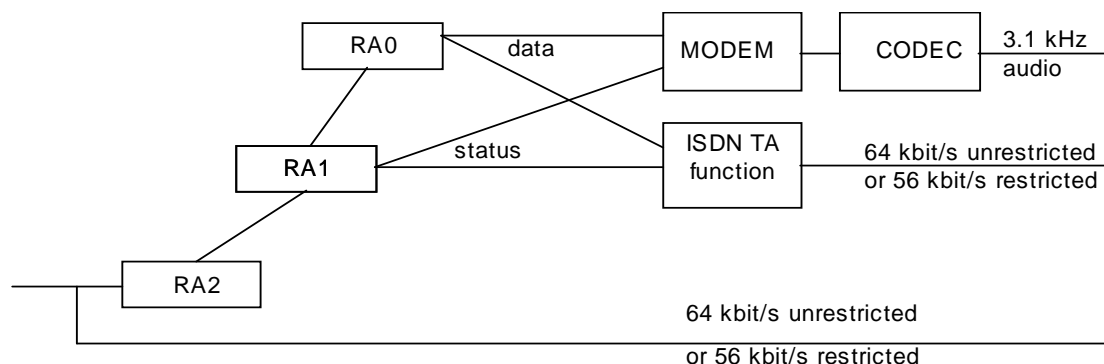 RA0
data
MODEM
CODEC
3.1 kHz
audio
RA1
status
ISDN TA
function
64 kbit/s unrestricted
or 56 kbit/s restricted
RA2
64 kbit/s unrestricted
or 56 kbit/s restricted